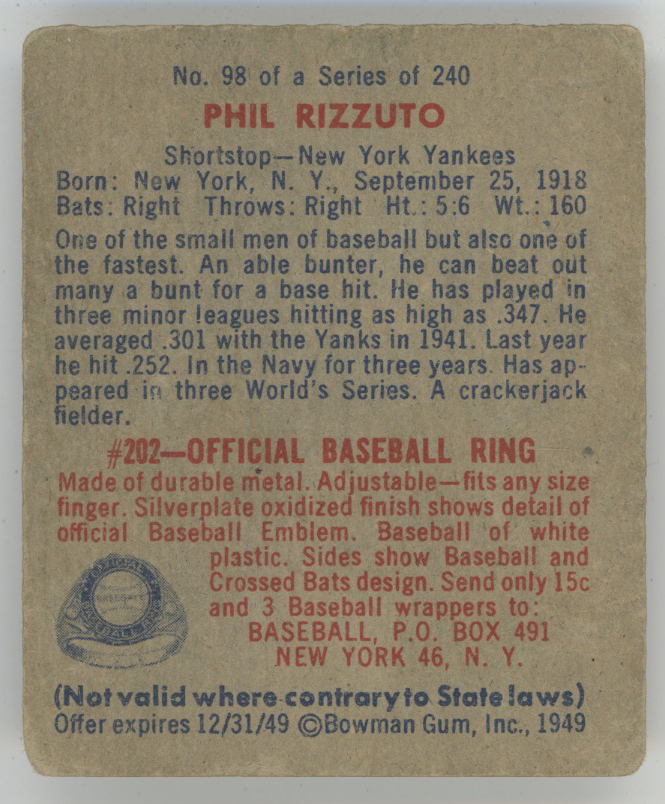 No. 98 of a Series of 240
PHIL RIZZUTO
Shortstop—New York Yankees
Born: New York, N. Y., September 25, 1918
Bats: Right Throws: Right Ht.: 5:6 Wt.: 160
One of the small men of baseball but also one of
the fastest. An able bunter, he can beat out
many a bunt for a base hit. He has played in
three minor leagues hitting as high as .347. He
averaged .301 with the Yanks in 1941. Last year
he hit .252. In the Navy for three years. Has ap-
peared in three World's Series. A crackerjack
fielder.
#202—OFFICIAL BASEBALL RING
Made of durable metal. Adjustable—fits any size
finger. Silverplate oxidized finish shows detail of
official Baseball Emblem. Baseball of white
plastic. Sides show Baseball and
Crossed Bats design. Send only 15c
and 3 Baseball wrappers to:
BASEBALL, P.O. BOX 491
NEW YORK 46, N. Y.
OFFICIAL
BASEBALL
BASEBALL RING
(Not valid where contrary to State laws)
Offer expires 12/31/49 ©Bowman Gum, Inc., 1949